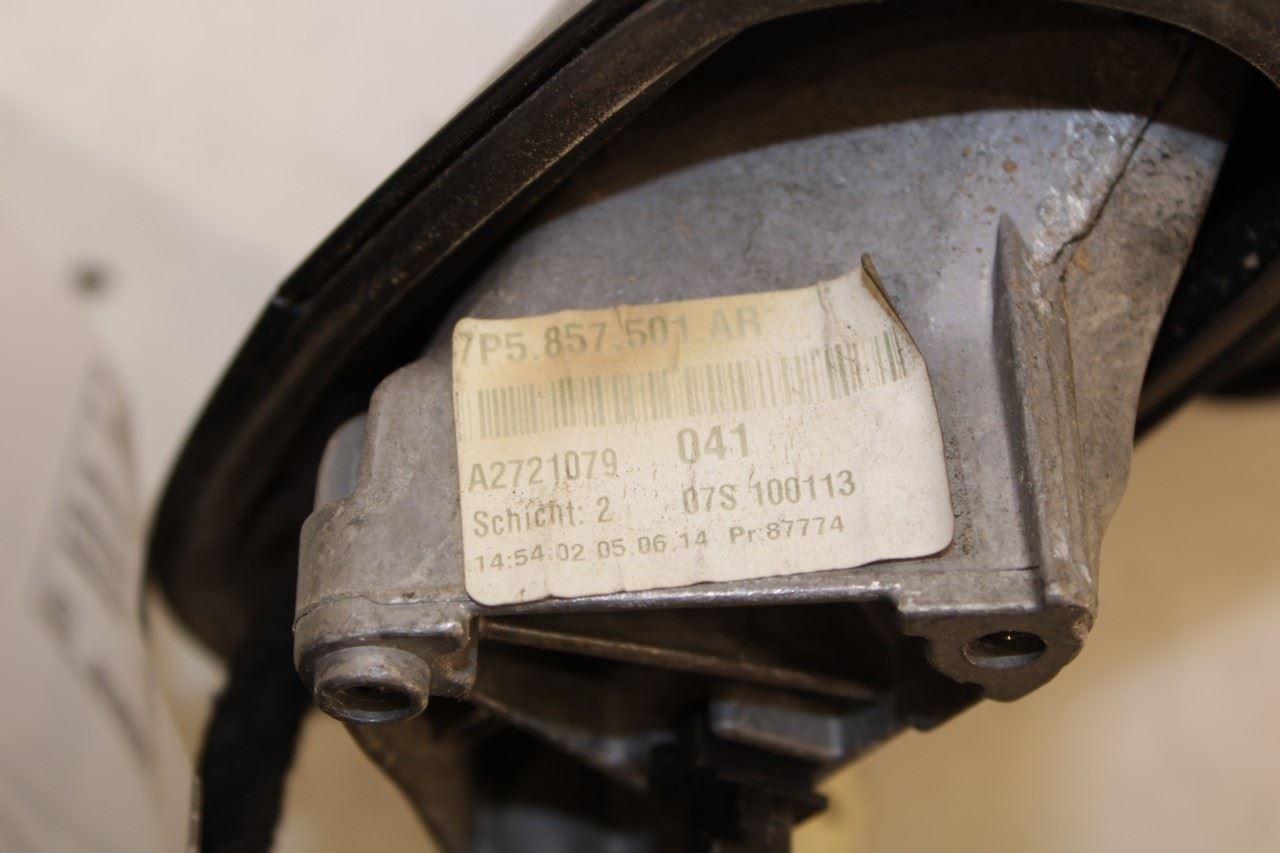 7P5.857.501.AR
A2721079 041
Schicht: 2 07S 100113
14:54:02 05.06.14 Pr:87774